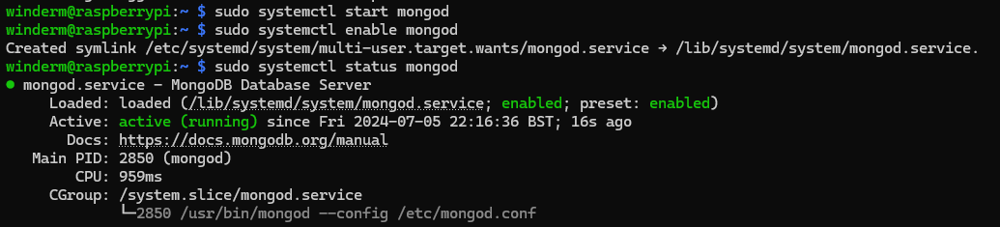 winderm@raspberrypi:~ $ sudo systemctl start mongod
winderm@raspberrypi:~ $ sudo systemctl enable mongod
Created symlink /etc/systemd/system/multi-user.target.wants/mongod.service → /lib/systemd/system/mongod.service.
winderm@raspberrypi:~ $ sudo systemctl status mongod
● mongod.service - MongoDB Database Server
     Loaded: loaded (/lib/systemd/system/mongod.service; enabled; preset: enabled)
     Active: active (running) since Fri 2024-07-05 22:16:36 BST; 16s ago
       Docs: https://docs.mongodb.org/manual
   Main PID: 2850 (mongod)
        CPU: 959ms
     CGroup: /system.slice/mongod.service
             └─2850 /usr/bin/mongod --config /etc/mongod.conf